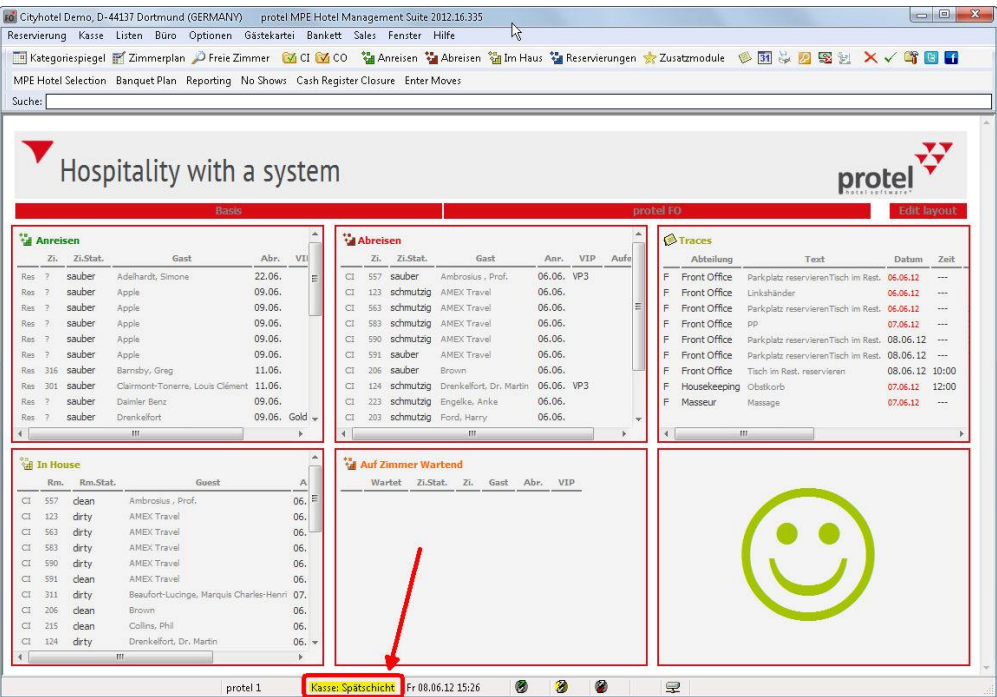 Cityhotel Demo, D-44137 Dortmund (GERMANY) protel MPE Hotel Management Suite 2012.16.335
Reservierung Kasse Listen Büro Optionen Gästekartei Bankett Sales Fenster Hilfe
Kategoriespiegel Zimmerplan Freie Zimmer CI CO Anreisen Abreisen Im Haus Reservierungen Zusatzmodule 31
MPE Hotel Selection Banquet Plan Reporting No Shows Cash Register Closure Enter Moves
Suche:
Hospitality with a system
protel
hotel software
Basis protel FO Edit layout
Anreisen
Zi. Zi.Stat. Gast Abr. VI
Res ? sauber Adelhardt, Simone 22.06.
Res ? sauber Apple 09.06.
Res ? sauber Apple 09.06.
Res ? sauber Apple 09.06.
Res ? sauber Apple 09.06.
Res ? sauber Apple 09.06.
Res 316 sauber Barnsby, Greg 11.06.
Res 301 sauber Clairmont-Tonerre, Louis Clément 11.06.
Res ? sauber Daimler Benz 09.06.
Res ? sauber Drenkelfort 09.06. Gold
Abreisen
Zi. Zi.Stat. Gast Anr. VIP Aufe
CI 557 sauber Ambrosius , Prof. 06.06. VP3
CI 123 schmutzig AMEX Travel 06.06.
CI 563 schmutzig AMEX Travel 06.06.
CI 583 schmutzig AMEX Travel 06.06.
CI 590 schmutzig AMEX Travel 06.06.
CI 591 sauber AMEX Travel 06.06.
CI 206 sauber Brown 06.06.
CI 124 schmutzig Drenkelfort, Dr. Martin 06.06. VP3
CI 223 schmutzig Engelke, Anke 06.06.
CI 203 schmutzig Ford, Harry 06.06.
Traces
Abteilung Text Datum Zeit
F Front Office Parkplatz reservierenTisch im Rest. 06.06.12 ---
F Front Office Linkshänder 06.06.12 ---
F Front Office Parkplatz reservierenTisch im Rest. 06.06.12 ---
F Front Office PP 07.06.12 ---
F Front Office Parkplatz reservierenTisch im Rest. 08.06.12 ---
F Front Office Parkplatz reservierenTisch im Rest. 08.06.12 ---
F Front Office Tisch im Rest. reservieren 08.06.12 10:00
F Housekeeping Obstkorb 07.06.12 12:00
F Masseur Massage 07.06.12 ---
In House
Rm. Rm.Stat. Guest A
CI 557 clean Ambrosius , Prof. 06.
CI 123 dirty AMEX Travel 06.
CI 563 dirty AMEX Travel 06.
CI 583 dirty AMEX Travel 06.
CI 590 dirty AMEX Travel 06.
CI 591 clean AMEX Travel 06.
CI 311 dirty Beaufort-Lucinge, Marquis Charles-Henri 07.
CI 206 clean Brown 06.
CI 215 clean Collins, Phil 06.
CI 124 dirty Drenkelfort, Dr. Martin 06.
Auf Zimmer Wartend
Wartet Zi.Stat. Zi. Gast Abr. VIP
protel 1 Kasse: Spätschicht Fr 08.06.12 15:26